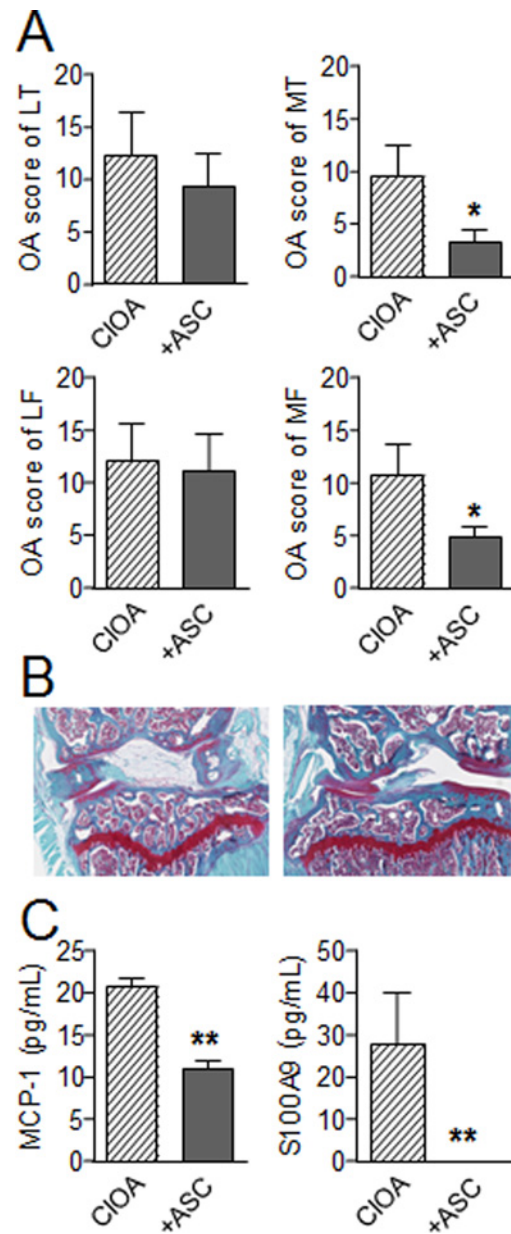 A
OA score of LT
20
15
10
5
0
CIOA
+ASC
OA score of MT
20
15
10
5
0
*
CIOA
+ASC
OA score of LF
20
15
10
5
0
CIOA
+ASC
OA score of MF
20
15
10
5
0
*
CIOA
+ASC
B
C
MCP-1 (pg/mL)
25
20
15
10
5
0
**
CIOA
+ASC
S100A9 (pg/mL)
50
40
30
20
10
0
**
CIOA
+ASC